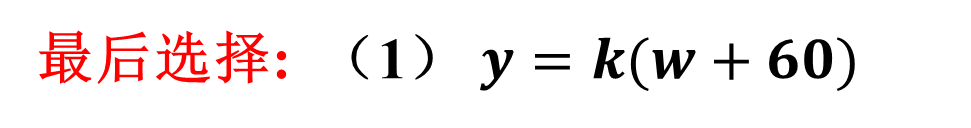 最后选择:（1） y = k(w + 60)